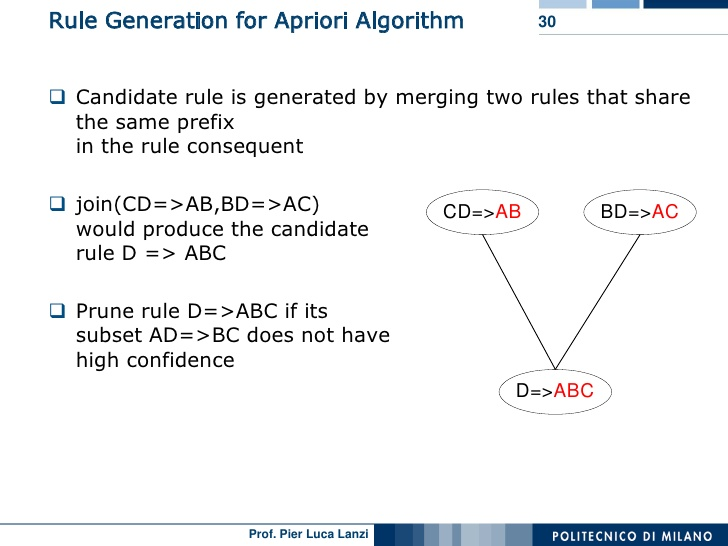 Rule Generation for Apriori Algorithm
30
❑ Candidate rule is generated by merging two rules that share
the same prefix
in the rule consequent
❑ join(CD=>AB,BD=>AC)
would produce the candidate
rule D => ABC
❑ Prune rule D=>ABC if its
subset AD=>BC does not have
high confidence
CD=>AB
BD=>AC
D=>ABC
Prof. Pier Luca Lanzi
POLITECNICO DI MILANO